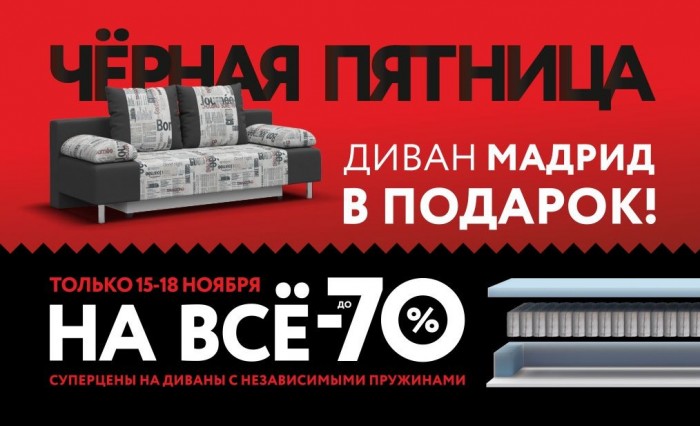 ЧЁРНАЯ ПЯТНИЦА
ДИВАН МАДРИД
В ПОДАРОК!
ТОЛЬКО 15-18 НОЯБРЯ
НА ВСЁ ДО -70%
СУПЕРЦЕНЫ НА ДИВАНЫ С НЕЗАВИСИМЫМИ ПРУЖИНАМИ